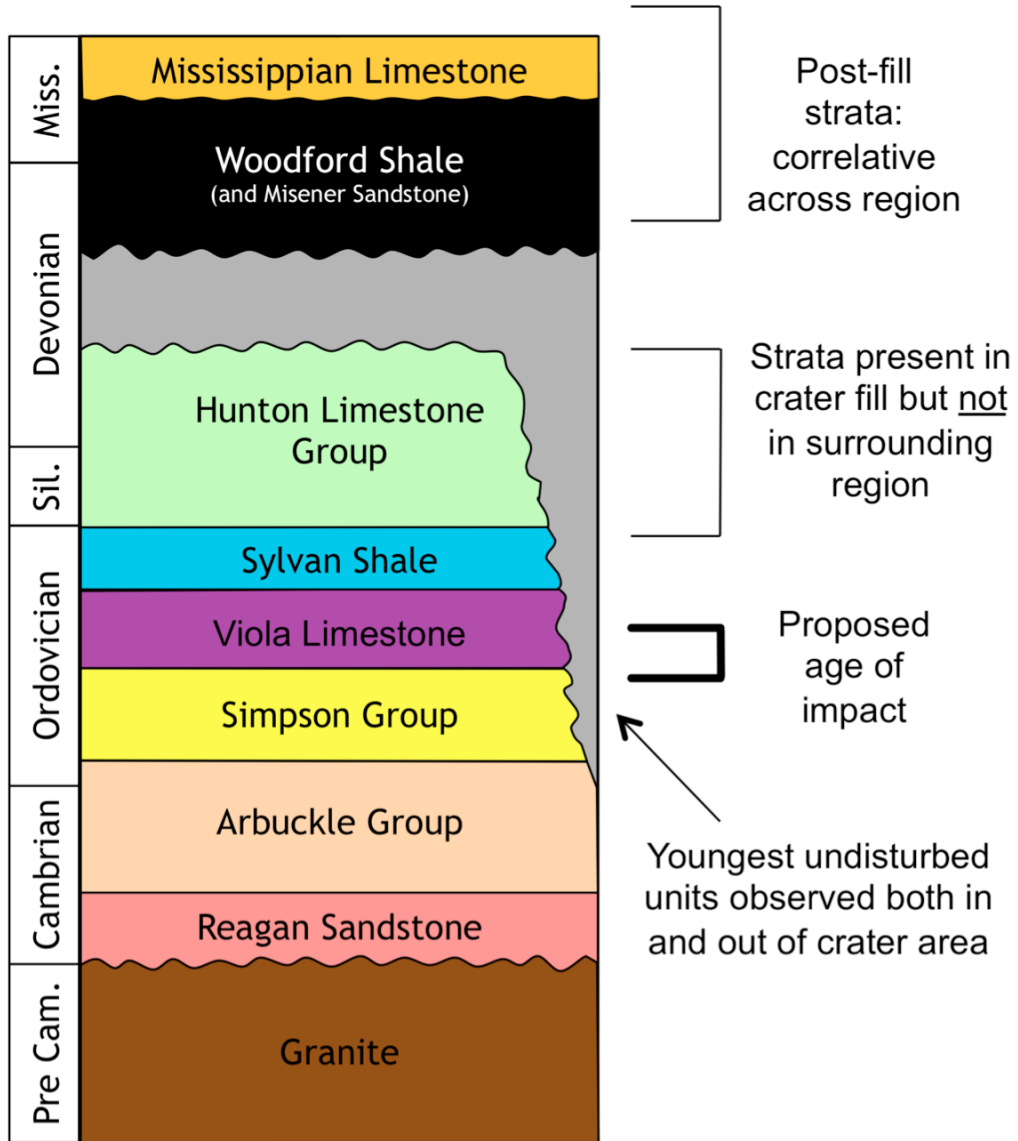 Miss.
Devonian
Sil.
Ordovician
Cambrian
Pre Cam.
Mississippian Limestone
Woodford Shale
(and Misener Sandstone)
Hunton Limestone
Group
Sylvan Shale
Viola Limestone
Simpson Group
Arbuckle Group
Reagan Sandstone
Granite
Post-fill
strata:
correlative
across region
Strata present in
crater fill but not
in surrounding
region
Proposed
age of
impact
Youngest undisturbed
units observed both in
and out of crater area